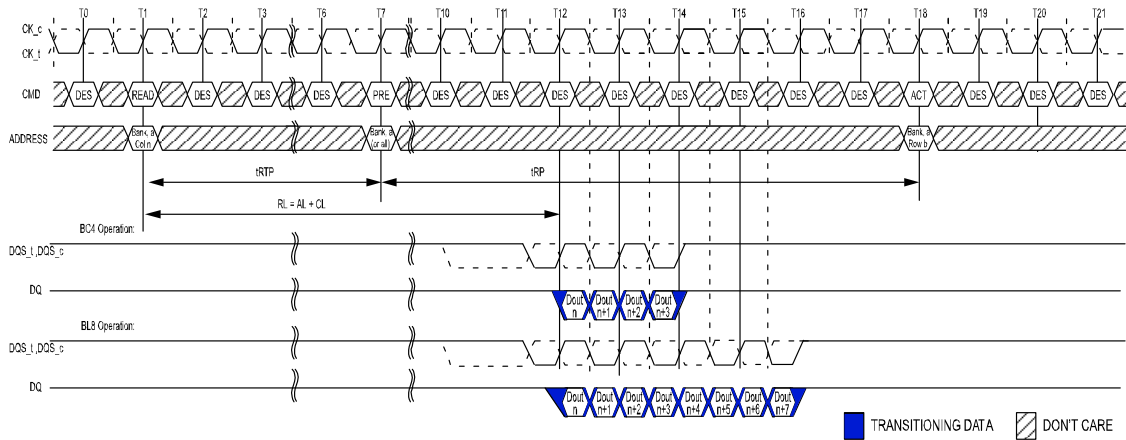 T0 T1 T2 T3 T6 T7 T10 T11 T12 T13 T14 T15 T16 T17 T18 T19 T20 T21
CK_c
CK_t
CMD DES READ DES DES DES PRE DES DES DES DES DES DES DES DES ACT DES DES DES
ADDRESS Bank, a Col n Bank, a (or all) Bank, a Row b
tRTP tRP
RL = AL + CL
BC4 Operation:
DQS_t ,DQS_c
DQ Dout n Dout n+1 Dout n+2 Dout n+3
BL8 Operation:
DQS_t ,DQS_c
DQ Dout n Dout n+1 Dout n+2 Dout n+3 Dout n+4 Dout n+5 Dout n+6 Dout n+7
TRANSITIONING DATA DON'T CARE